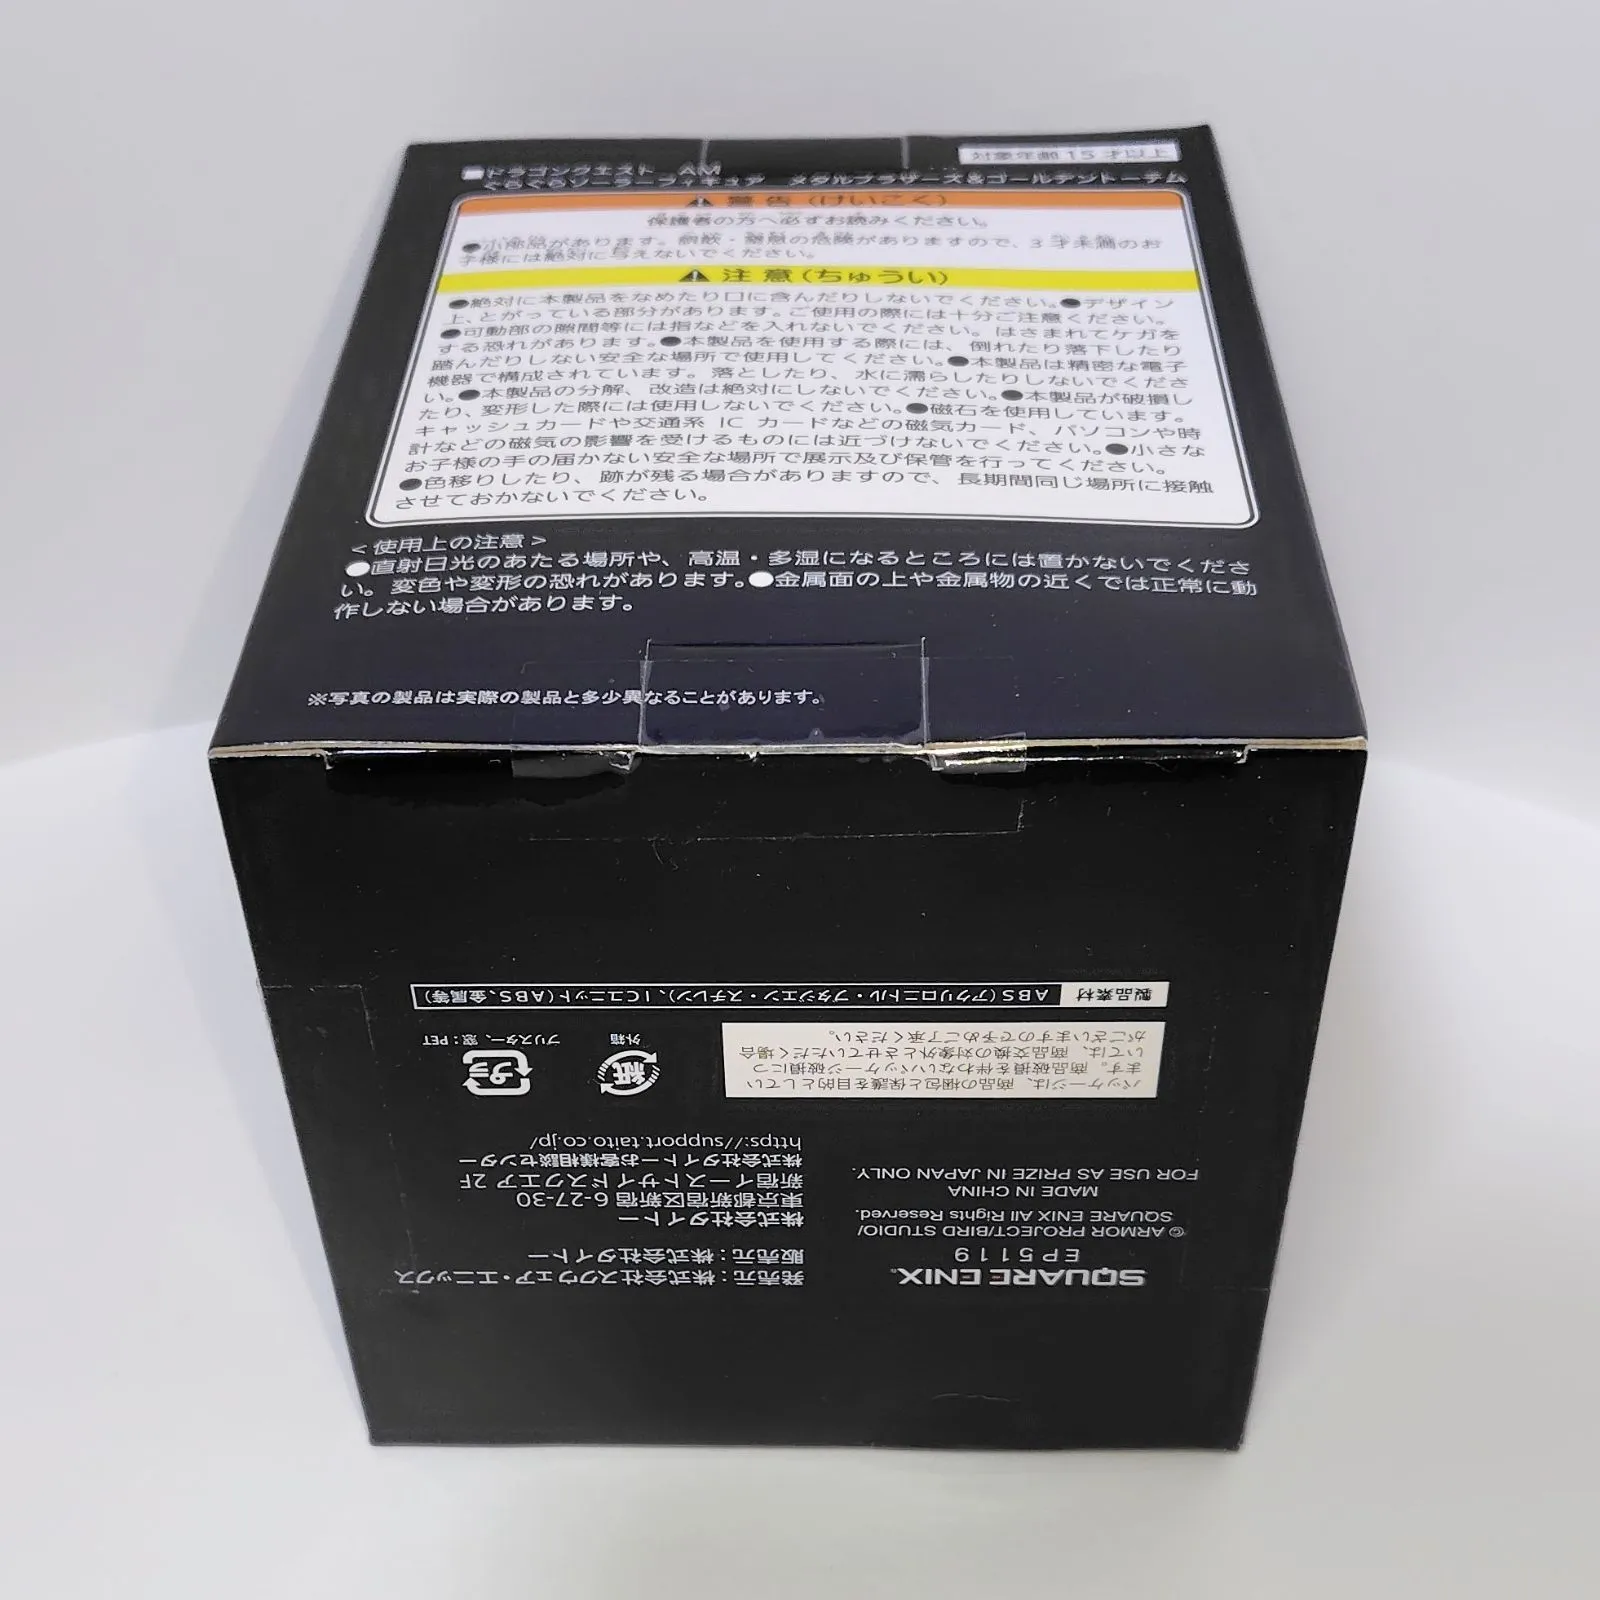 対象年齢15才以上
■ドラゴンクエスト AM
ぐるぐるソーラーフィギュア メタルブラザーズ&ゴールデントーテム
警告(けいこく)
保護者の方へ必ずお読みください。
●小部品があります。誤飲・窒息の危険がありますので、3才未満のお
子様には絶対に与えないでください。
注意(ちゅうい)
●絶対に本製品をなめたり口に含んだりしないでください。●デザイン
上、とがっている部分があります。ご使用の際には十分ご注意ください。
●可動部の隙間等には指などを入れないでください。はさまれてケガを
する恐れがあります。●本製品を使用する際には、倒れたり落下したり
踏んだりしない安全な場所で使用してください。●本製品は精密な電子
機器で構成されています。落としたり、水に濡らしたりしないでくださ
い。●本製品の分解、改造は絶対にしないでください。●本製品が破損し
たり、変形した際には使用しないでください。●磁石を使用しています。
キャッシュカードや交通系ICカードなどの磁気カード、パソコンや時
計などの磁気の影響を受けるものには近づけないでください。●小さな
お子様の手の届かない安全な場所で展示及び保管を行ってください。
●色移りしたり、跡が残る場合がありますので、長期間同じ場所に接触
させておかないでください。
<使用上の注意>
●直射日光のあたる場所や、高温・多湿になるところには置かないでくださ
い。変色や変形の恐れがあります。●金属面の上や金属物の近くでは正常に動
作しない場合があります。
※写真の製品は実際の製品と多少異なることがあります。
SQUARE ENIX
EP5119
© ARMOR PROJECT/BIRD STUDIO/
SQUARE ENIX All Rights Reserved.
MADE IN CHINA
FOR USE AS PRIZE IN JAPAN ONLY.
発売元:株式会社スクウェア・エニックス
販売元:株式会社タイトー
株式会社タイトー
東京都新宿区新宿6-27-30
新宿イーストサイドスクエア2F
株式会社タイトーお客様相談センター
https://support.taito.co.jp/
パッケージは、商品の梱包と保護を目的としてい
ます。商品破損を伴わないパッケージ破損につ
いては、商品交換の対象外とさせていただく場合
がございますので予めご了承ください。
紙
外箱
プラ
ブリスター、窓:PET
製品素材 ABS(アクリロニトル・ブタジエン・スチレン)、ICユニット(ABS、金属等)